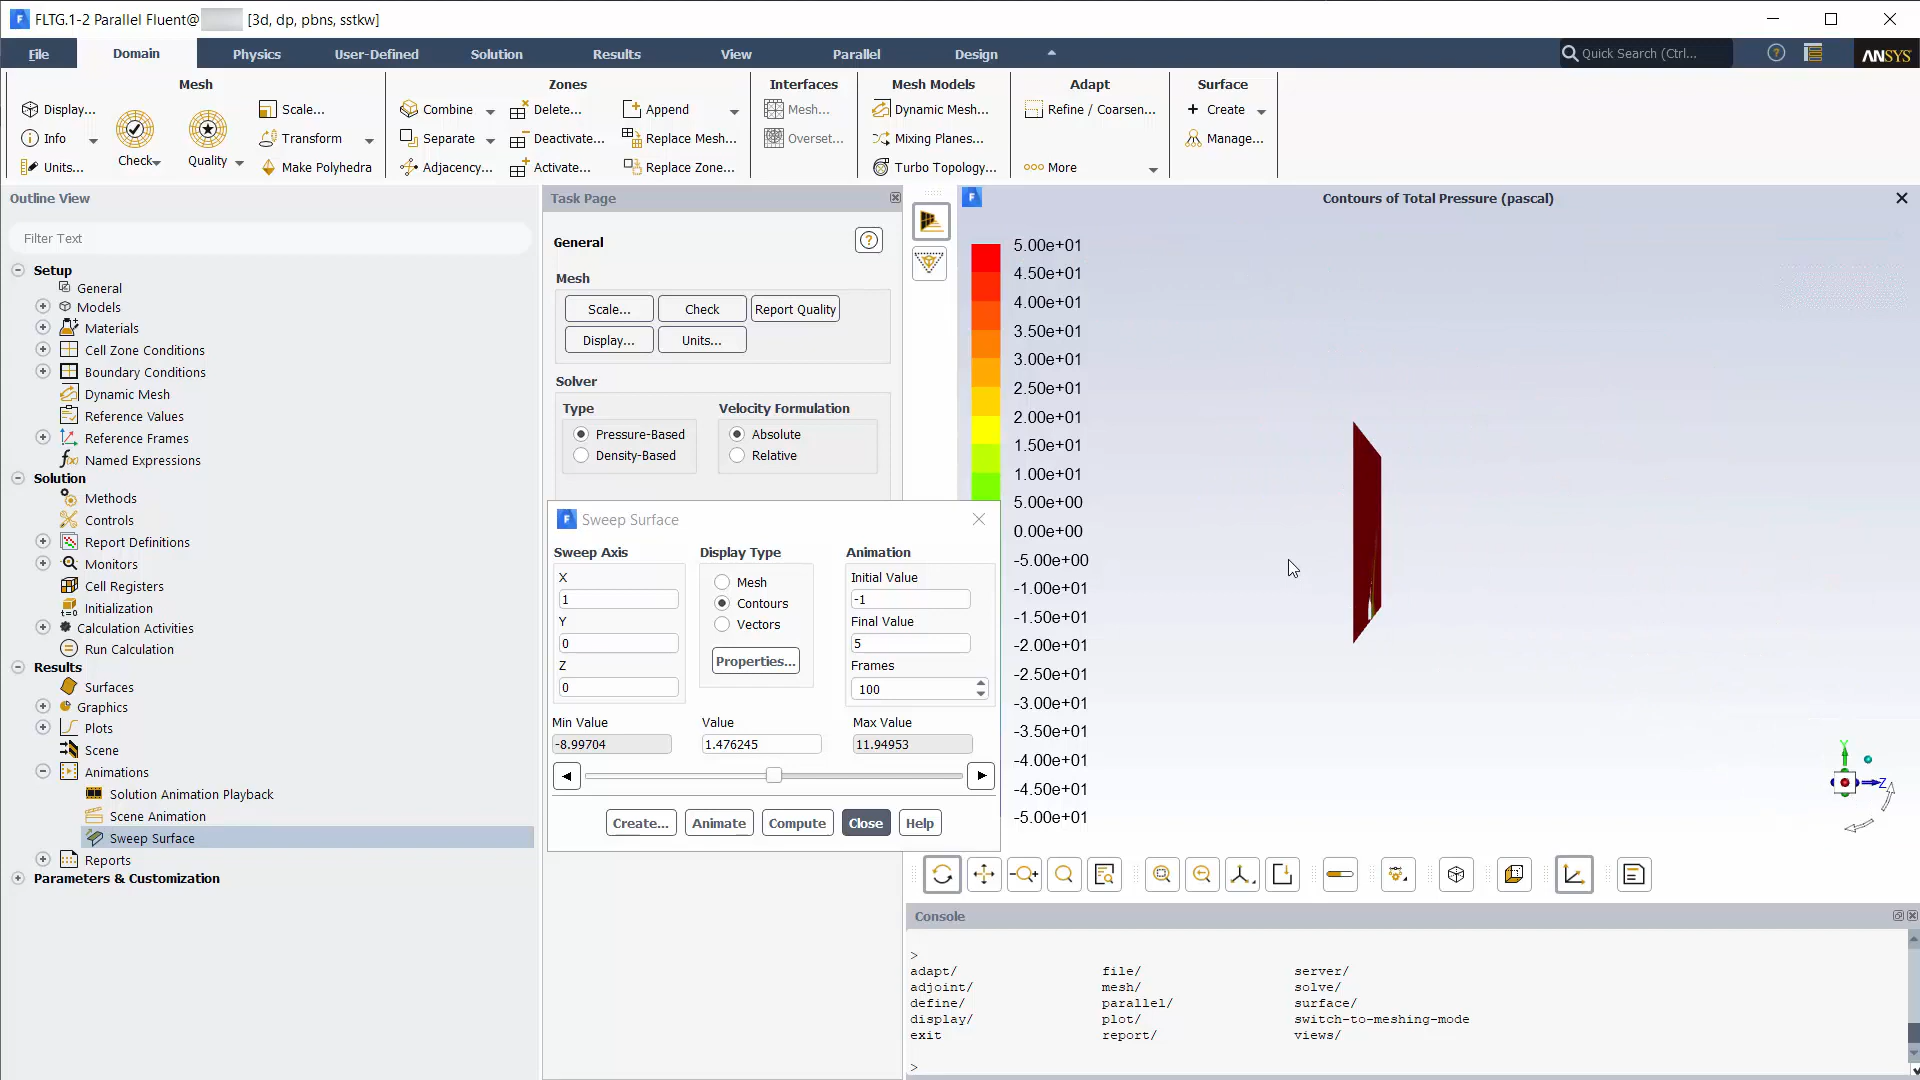 FLTG.1-2 Parallel Fluent@ [3d, dp, pbns, sstkw]
File Domain Physics User-Defined Solution Results View Parallel Design Quick Search (Ctrl... ANSYS
Mesh
Display...
Info
Units...
Check
Quality
Scale...
Transform
Make Polyhedra
Zones
Combine
Separate
Adjacency...
Delete...
Deactivate...
Activate...
Append
Replace Mesh...
Replace Zone...
Interfaces
Mesh...
Overset...
Mesh Models
Dynamic Mesh...
Mixing Planes...
Turbo Topology...
Adapt
Refine / Coarsen...
More
Surface
Create
Manage...
Outline View
Filter Text
Setup
General
Models
Materials
Cell Zone Conditions
Boundary Conditions
Dynamic Mesh
Reference Values
Reference Frames
Named Expressions
Solution
Methods
Controls
Report Definitions
Monitors
Cell Registers
Initialization
Calculation Activities
Run Calculation
Results
Surfaces
Graphics
Plots
Scene
Animations
Solution Animation Playback
Scene Animation
Sweep Surface
Reports
Parameters & Customization
Task Page
General
Mesh
Scale... Check Report Quality
Display... Units...
Solver
Type
Pressure-Based
Density-Based
Velocity Formulation
Absolute
Relative
Sweep Surface
Sweep Axis
X
1
Y
0
Z
0
Display Type
Mesh
Contours
Vectors
Properties...
Animation
Initial Value
-1
Final Value
5
Frames
100
Min Value
-8.99704
Value
1.476245
Max Value
11.94953
Create... Animate Compute Close Help
Contours of Total Pressure (pascal)
5.00e+01
4.50e+01
4.00e+01
3.50e+01
3.00e+01
2.50e+01
2.00e+01
1.50e+01
1.00e+01
5.00e+00
0.00e+00
-5.00e+00
-1.00e+01
-1.50e+01
-2.00e+01
-2.50e+01
-3.00e+01
-3.50e+01
-4.00e+01
-4.50e+01
-5.00e+01
Y
Z
Console
>
adapt/ file/ server/
adjoint/ mesh/ solve/
define/ parallel/ surface/
display/ plot/ switch-to-meshing-mode
exit report/ views/
>